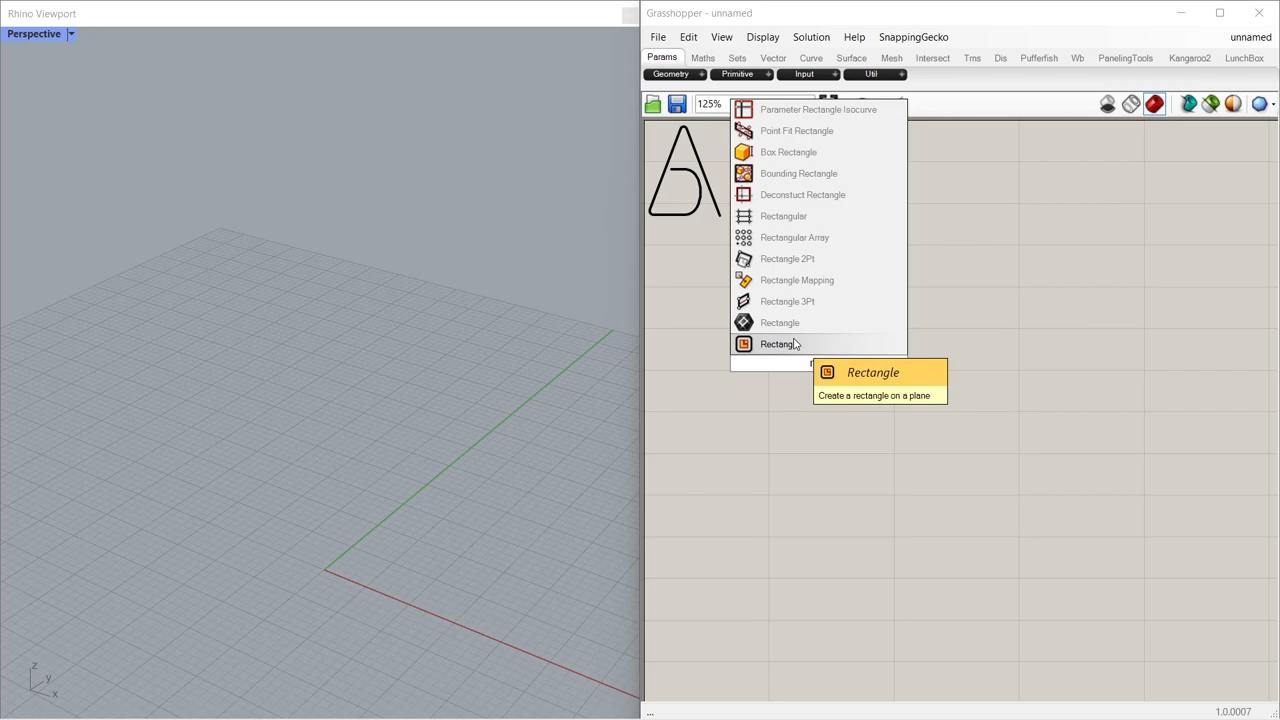 Rhino Viewport
Perspective
z
y
x
Grasshopper - unnamed
File Edit View Display Solution Help SnappingGecko unnamed
Params Maths Sets Vector Curve Surface Mesh Intersect Trns Dis Pufferfish Wb PanelingTools Kangaroo2 LunchBox
Geometry Primitive Input Util
125%
Parameter Rectangle Isocurve
Point Fit Rectangle
Box Rectangle
Bounding Rectangle
Deconstuct Rectangle
Rectangular
Rectangular Array
Rectangle 2Pt
Rectangle Mapping
Rectangle 3Pt
Rectangle
Rectangle
Rectangle
Create a rectangle on a plane
... 1.0.0007